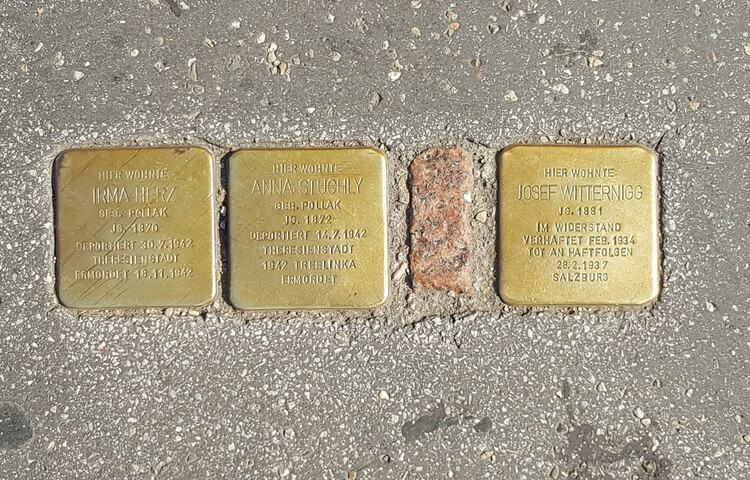 HIER WOHNTE
IRMA HERZ
GEB. POLLAK
JG. 1870
DEPORTIERT 30.7.1942
THERESIENSTADT
ERMORDET 18.11.1942
HIER WOHNTE
ANNA STUCHLY
GEB. POLLAK
JG. 1872
DEPORTIERT 14.7.1942
THERESIENSTADT
1942 TREBLINKA
ERMORDET
HIER WOHNTE
JOSEF WITTERNIGG
JG. 1881
IM WIDERSTAND
VERHAFTET FEB. 1934
TOT AN HAFTFOLGEN
28.2.1937
SALZBURG